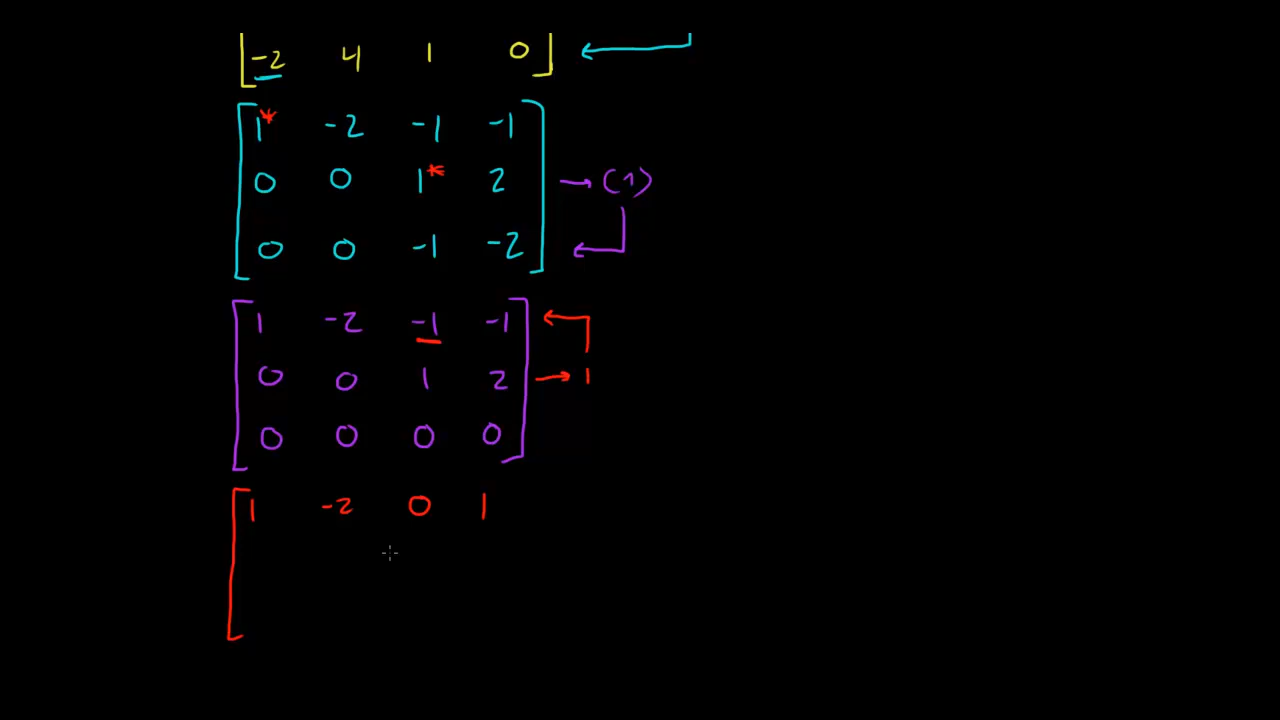 -2 4 1 0
1* -2 -1 -1
0 0 1* 2 → (1)
0 0 -1 -2
1 -2 -1 -1
0 0 1 2 → 1
0 0 0 0
1 -2 0 1